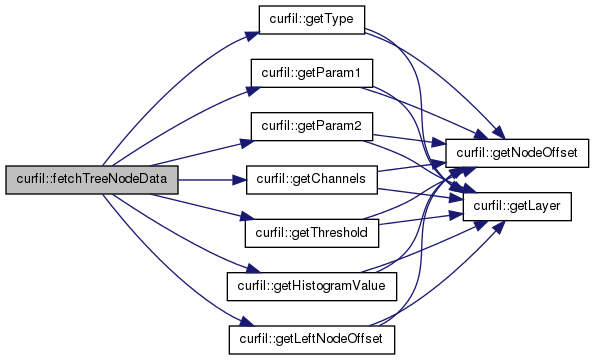 curfil::getType
curfil::getParam1
curfil::getParam2
curfil::getNodeOffset
curfil::fetchTreeNodeData
curfil::getChannels
curfil::getLayer
curfil::getThreshold
curfil::getHistogramValue
curfil::getLeftNodeOffset